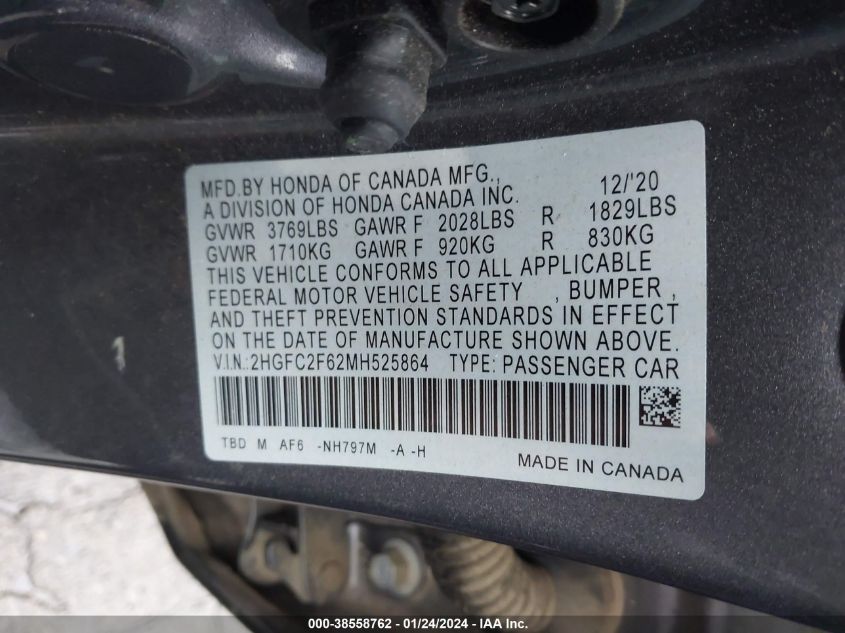 MFD.BY HONDA OF CANADA MFG., 12/'20
A DIVISION OF HONDA CANADA INC.
GVWR 3769LBS GAWR F 2028LBS R 1829LBS
GVWR 1710KG GAWR F 920KG R 830KG
THIS VEHICLE CONFORMS TO ALL APPLICABLE
FEDERAL MOTOR VEHICLE SAFETY , BUMPER ,
AND THEFT PREVENTION STANDARDS IN EFFECT
ON THE DATE OF MANUFACTURE SHOWN ABOVE.
V.I.N.:2HGFC2F62MH525864 TYPE: PASSENGER CAR
TBD M AF6 -NH797M -A -H
MADE IN CANADA
000-38558762 - 01/24/2024 - IAA Inc.